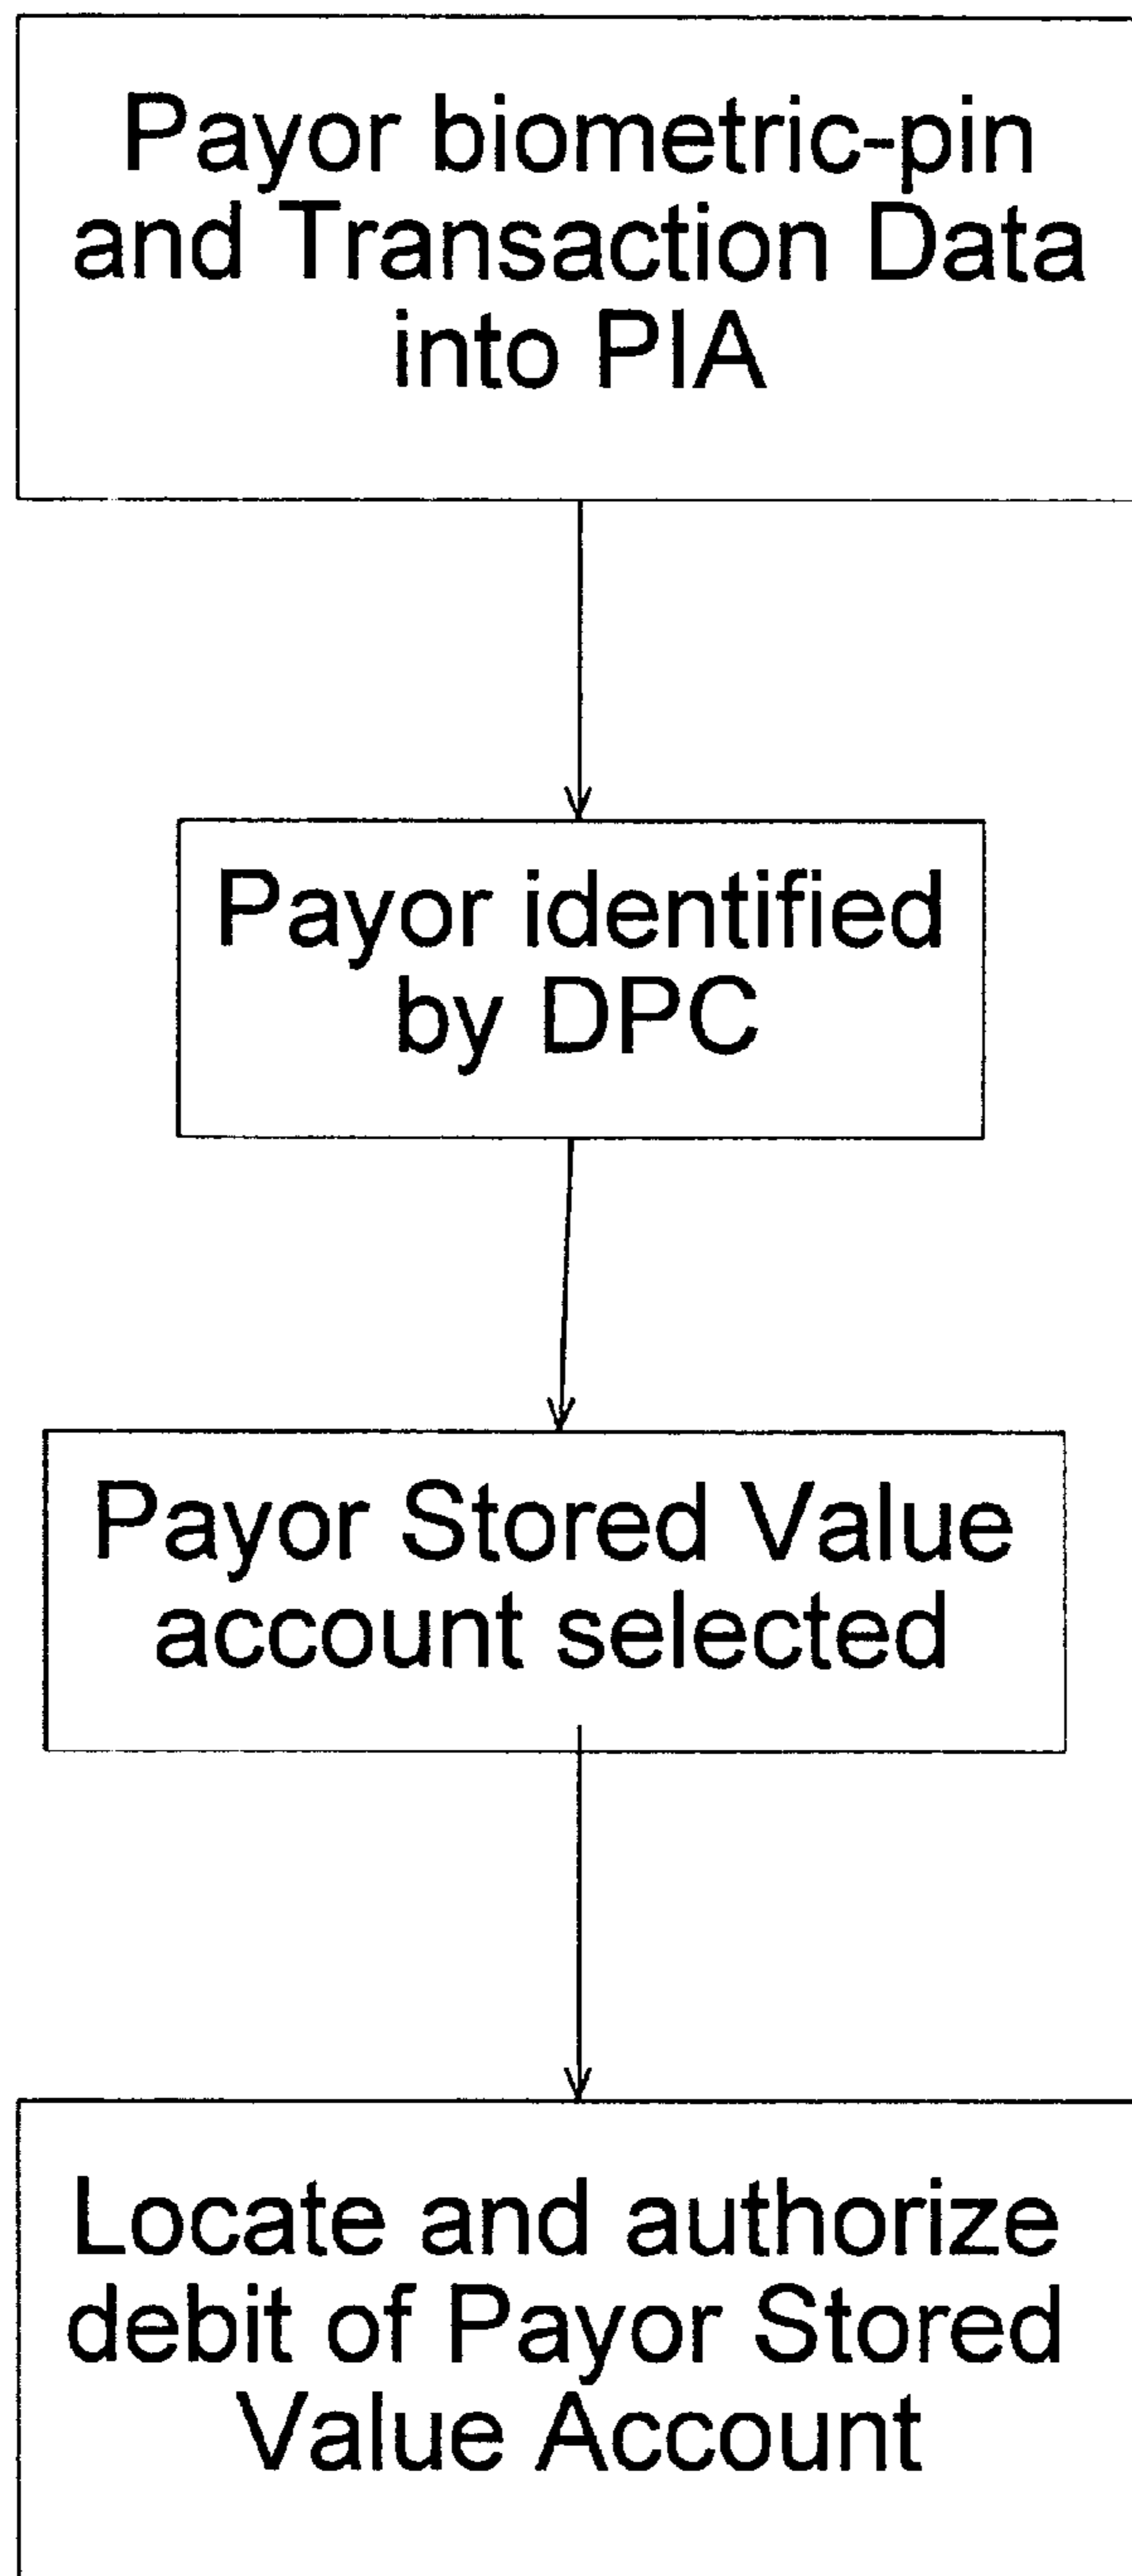 Payor biometric-pin
and Transaction Data
into PIA
Payor identified
by DPC
Payor Stored Value
account selected
Locate and authorize
debit of Payor Stored
Value Account